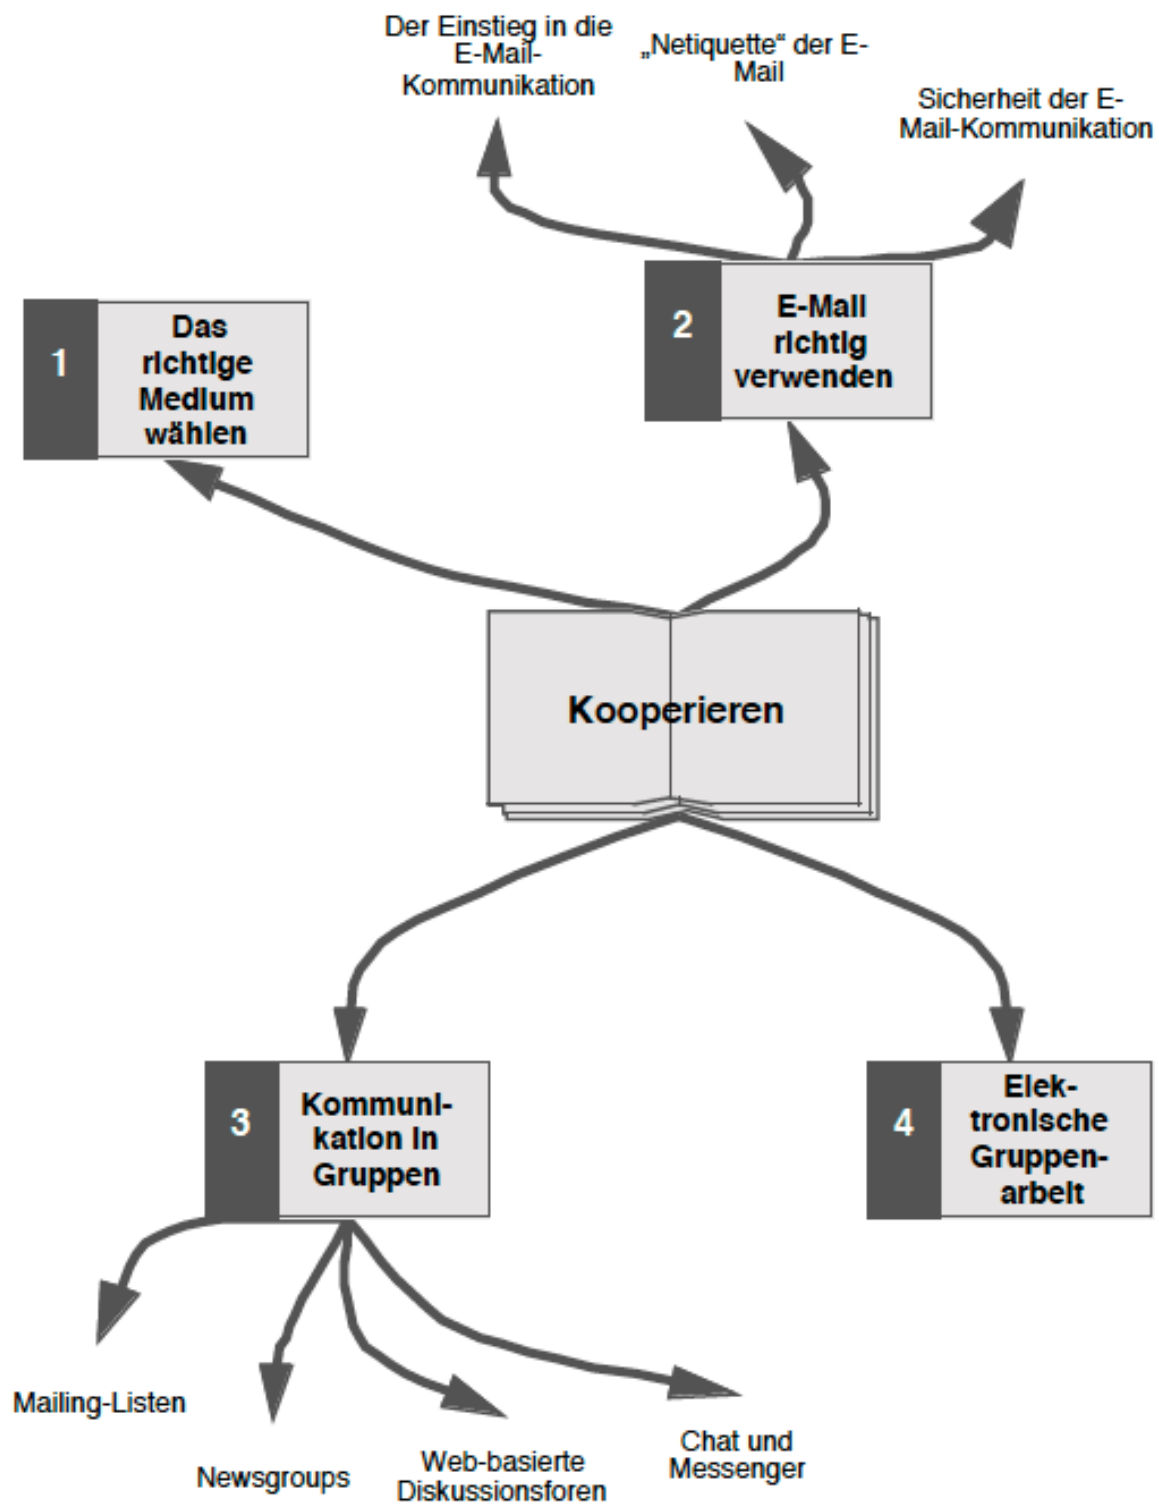 Der Einstieg in die
E-Mail-
Kommunikation
„Netiquette“ der E-
Mail
Sicherheit der E-
Mail-Kommunikation
1
Das
richtige
Medium
wählen
2
E-Mail
richtig
verwenden
Kooperieren
3
Kommuni-
kation in
Gruppen
4
Elek-
tronische
Gruppen-
arbeit
Mailing-Listen
Newsgroups
Web-basierte
Diskussionsforen
Chat und
Messenger